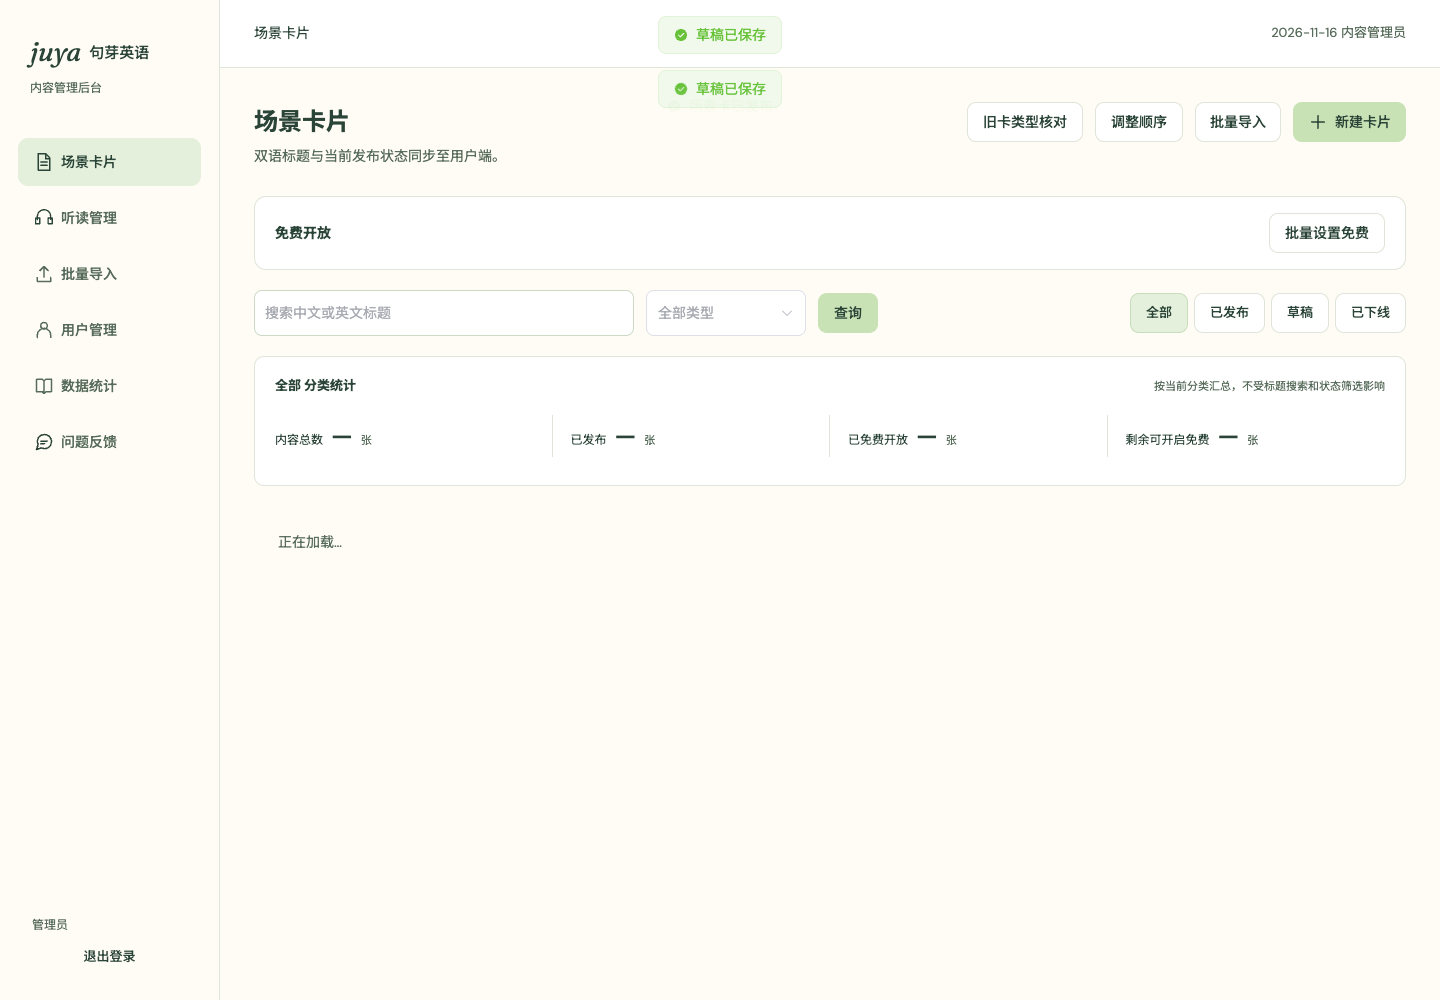 juya 句芽英语
内容管理后台
场景卡片
听读管理
批量导入
用户管理
数据统计
问题反馈
管理员
退出登录
场景卡片
草稿已保存
2026-11-16 内容管理员
草稿已保存
场景卡片
双语标题与当前发布状态同步至用户端。
旧卡类型核对
调整顺序
批量导入
新建卡片
免费开放
批量设置免费
搜索中文或英文标题
全部类型
查询
全部
已发布
草稿
已下线
全部 分类统计
按当前分类汇总，不受标题搜索和状态筛选影响
内容总数 — 张
已发布 — 张
已免费开放 — 张
剩余可开启免费 — 张
正在加载…